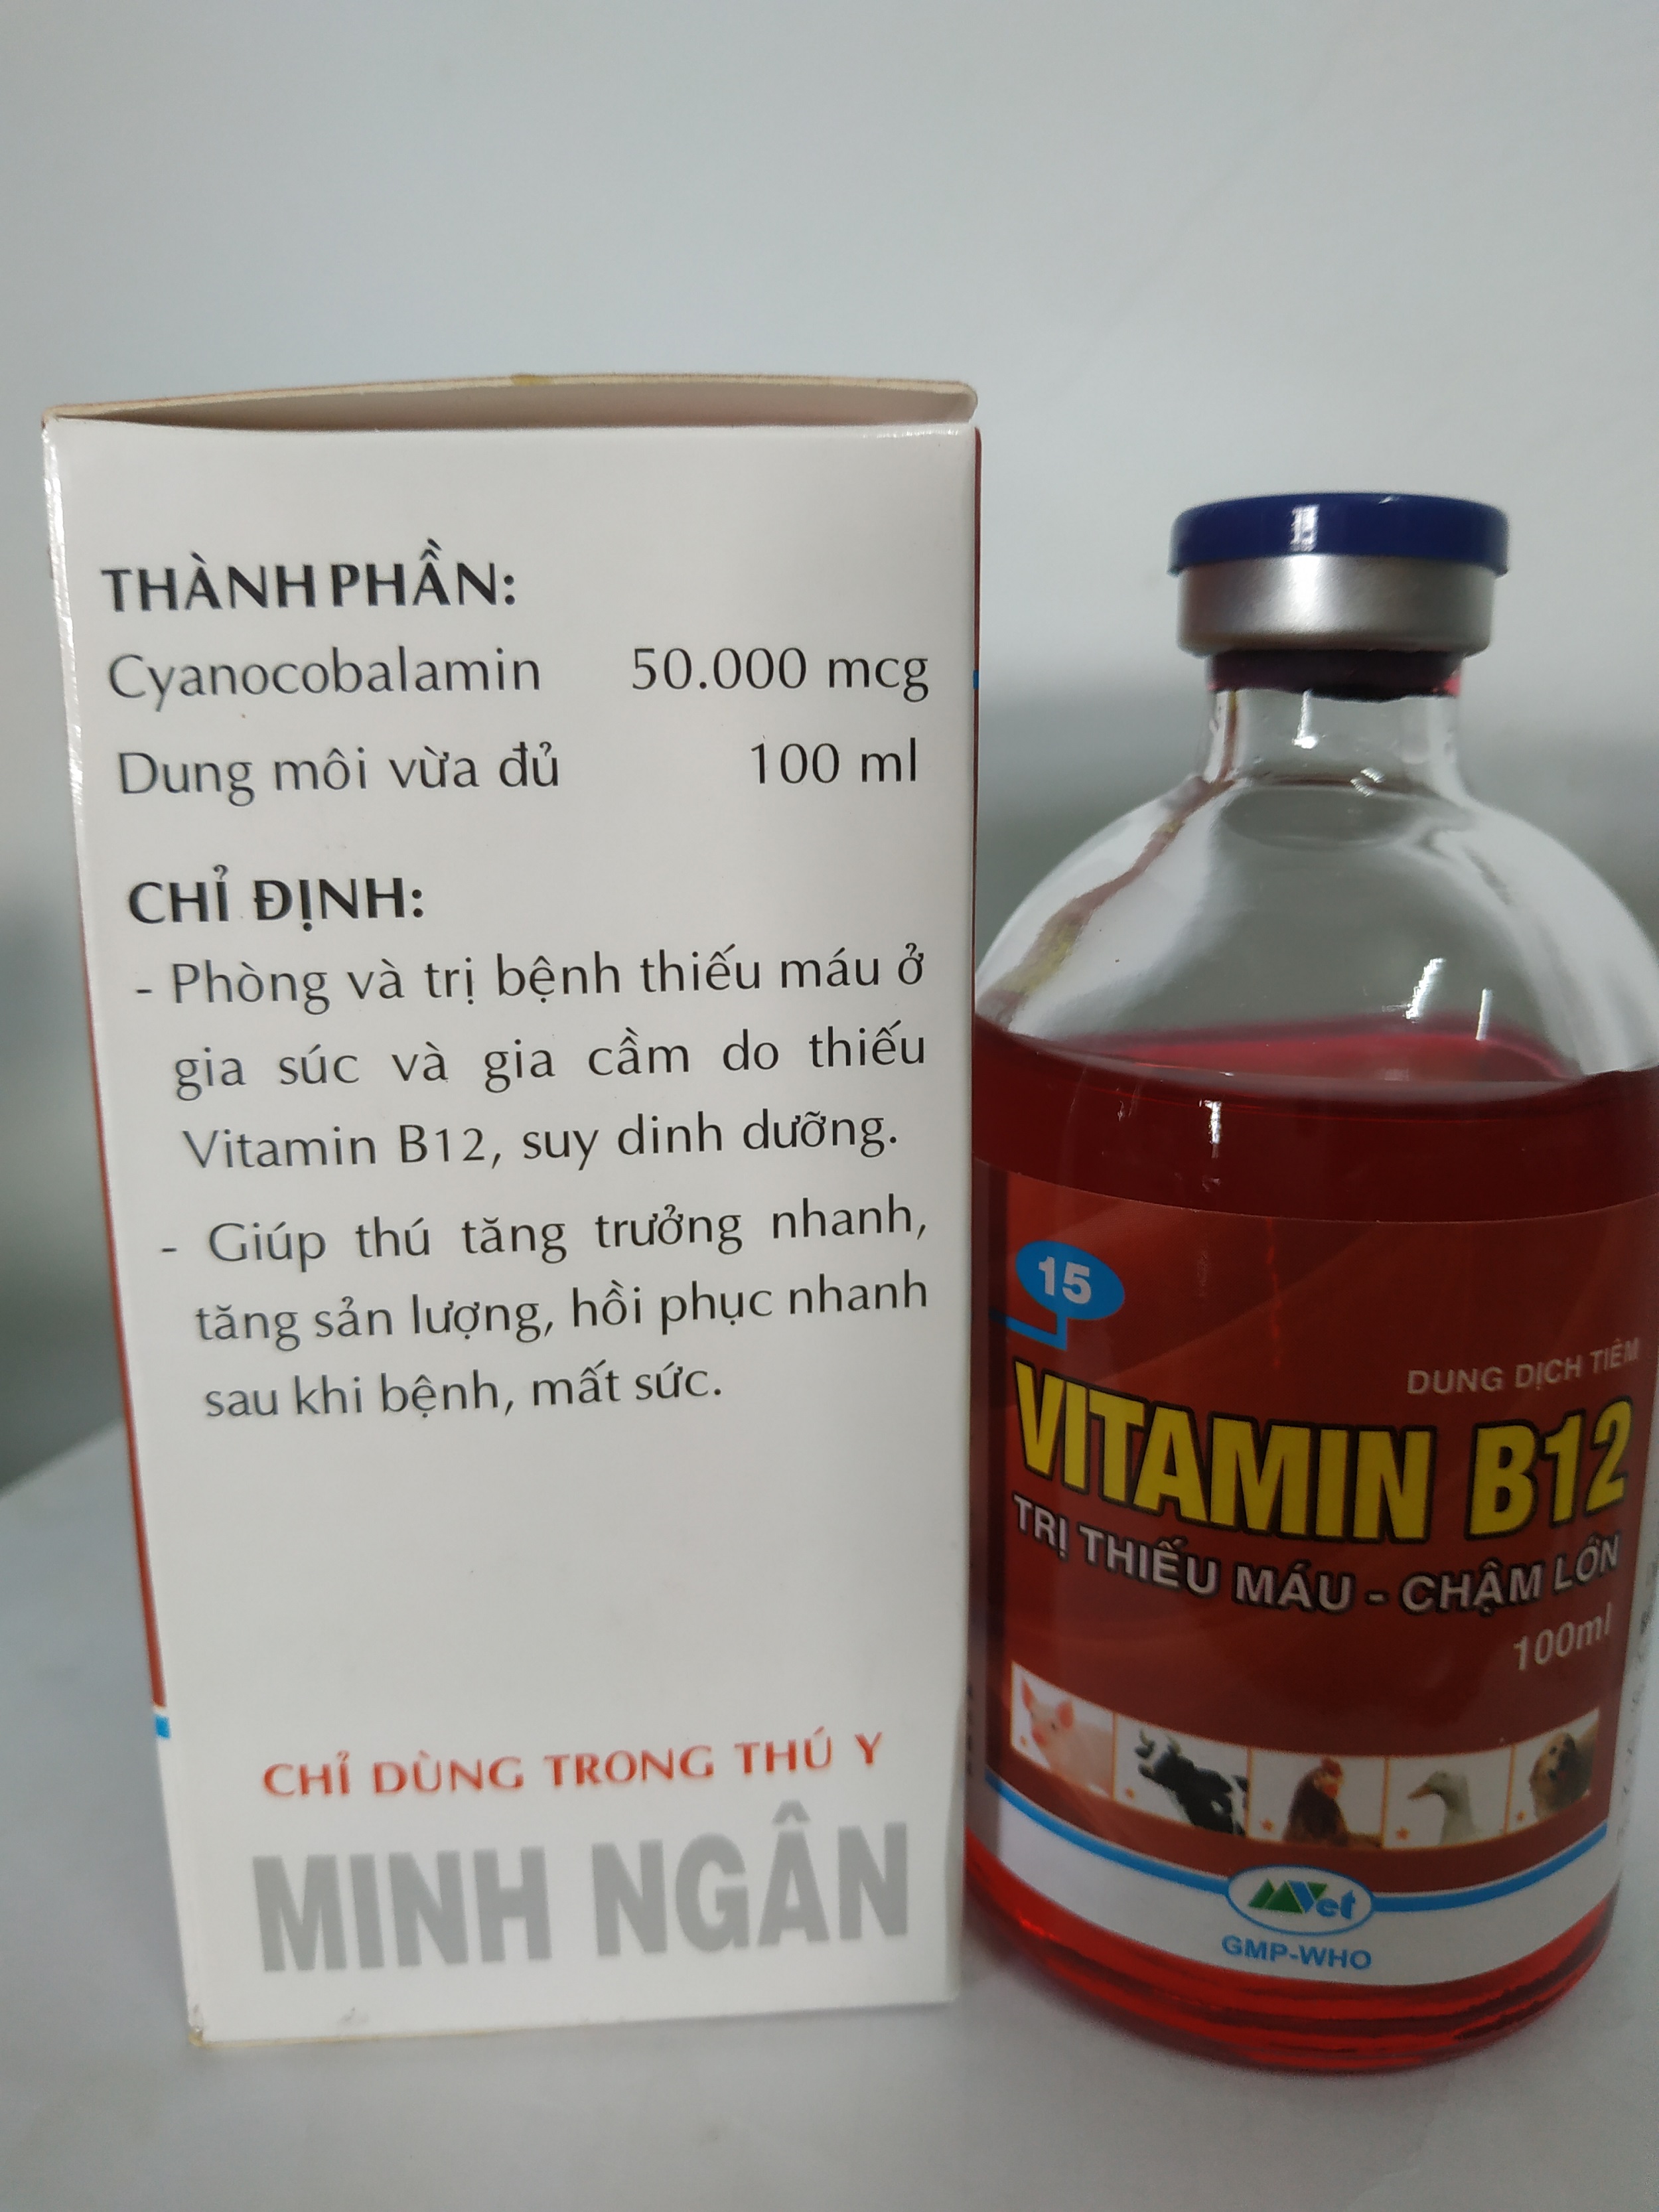 THÀNH PHẦN:
Cyanocobalamin 50.000 mcg
Dung môi vừa đủ 100 ml
CHỈ ĐỊNH:
- Phòng và trị bệnh thiếu máu ở
gia súc và gia cầm do thiếu
Vitamin B12, suy dinh dưỡng.
- Giúp thú tăng trưởng nhanh,
tăng sản lượng, hồi phục nhanh
sau khi bệnh, mất sức.
CHỈ DÙNG TRONG THÚ Y
MINH NGÂN
15
DUNG DỊCH TIÊM
VITAMIN B12
TRỊ THIẾU MÁU - CHẬM LỚN
100ml
MVet
GMP-WHO